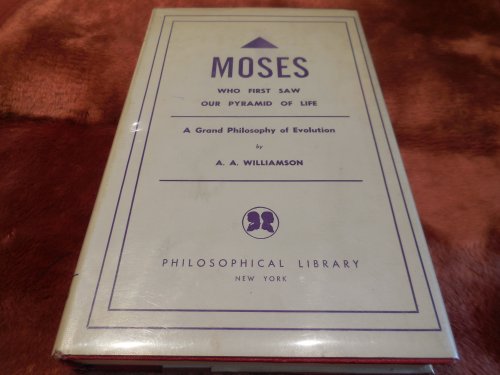 MOSES
WHO FIRST SAW
OUR PYRAMID OF LIFE
A Grand Philosophy of Evolution
by
A. A. WILLIAMSON
PHILOSOPHICAL LIBRARY
NEW YORK